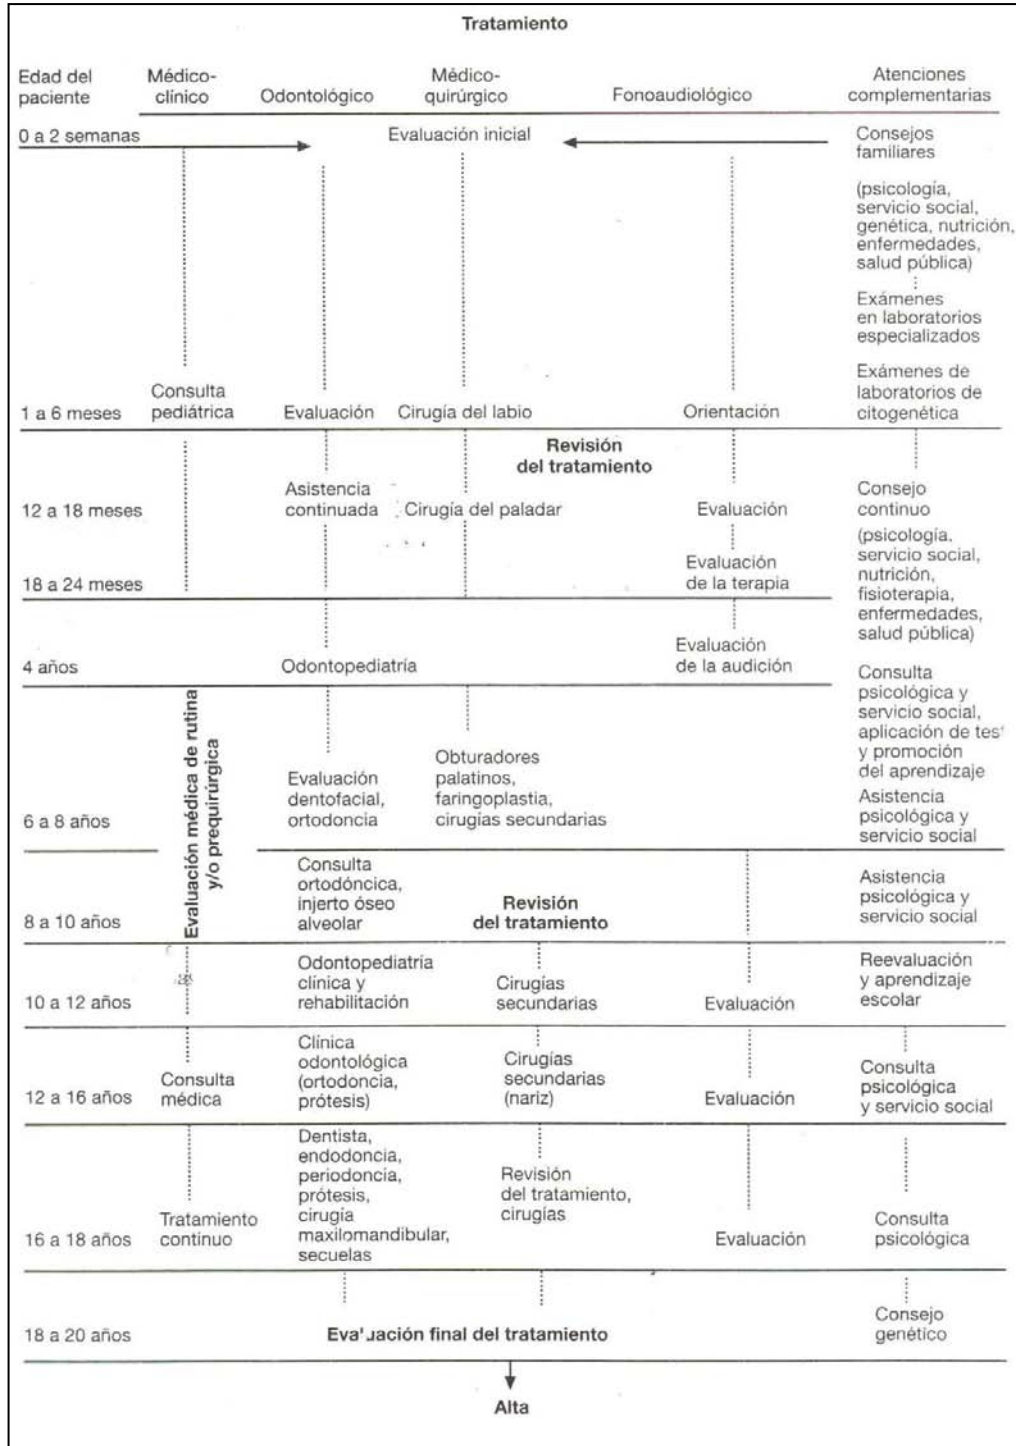 Tratamiento
Edad del
paciente
Médico-
clínico
Odontológico
Médico-
quirúrgico
Fonoaudiológico
Atenciones
complementarias
0 a 2 semanas
Evaluación inicial
Consejos
familiares
(psicología,
servicio social,
genética, nutrición,
enfermedades,
salud pública)
Exámenes
en laboratorios
especializados
1 a 6 meses
Consulta
pediátrica
Evaluación
Cirugía del labio
Orientación
Exámenes de
laboratorios de
citogenética
Revisión
del tratamiento
12 a 18 meses
Asistencia
continuada
Cirugía del paladar
Evaluación
Consejo
continuo
(psicología,
servicio social,
nutrición,
fisioterapia,
enfermedades,
salud pública)
18 a 24 meses
Evaluación
de la terapia
4 años
Odontopediatría
Evaluación
de la audición
Consulta
psicológica y
servicio social,
aplicación de tes
y promoción
del aprendizaje
Evaluación médica de rutina
y/o prequirúrgica
6 a 8 años
Evaluación
dentofacial,
ortodoncia
Obturadores
palatinos,
faringoplastia,
cirugías secundarias
Asistencia
psicológica y
servicio social
8 a 10 años
Consulta
ortodóncica,
injerto óseo
alveolar
Revisión
del tratamiento
Asistencia
psicológica y
servicio social
10 a 12 años
Odontopediatría
clínica y
rehabilitación
Cirugías
secundarias
Evaluación
Reevaluación
y aprendizaje
escolar
12 a 16 años
Consulta
médica
Clínica
odontológica
(ortodoncia,
prótesis)
Cirugías
secundarias
(nariz)
Evaluación
Consulta
psicológica
y servicio social
16 a 18 años
Tratamiento
continuo
Dentista,
endodoncia,
periodoncia,
prótesis,
cirugía
maxilomandibular,
secuelas
Revisión
del tratamiento,
cirugías
Evaluación
Consulta
psicológica
18 a 20 años
Evaluación final del tratamiento
Consejo
genético
Alta